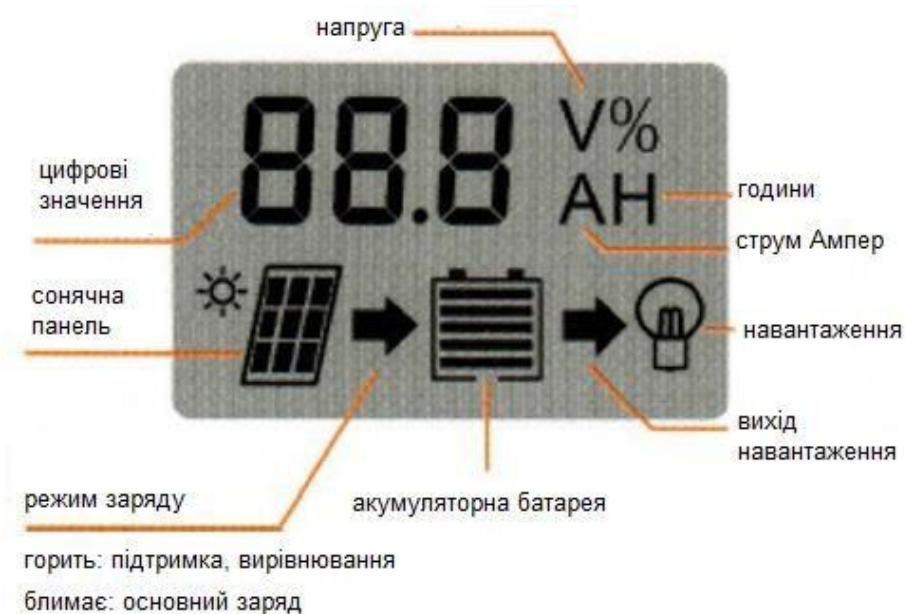 напруга
88.8
V%
AH
цифрові
значення
години
струм Ампер
сонячна
панель
навантаження
вихід
навантаження
режим заряду
акумуляторна батарея
горить: підтримка, вирівнювання
блимає: основний заряд